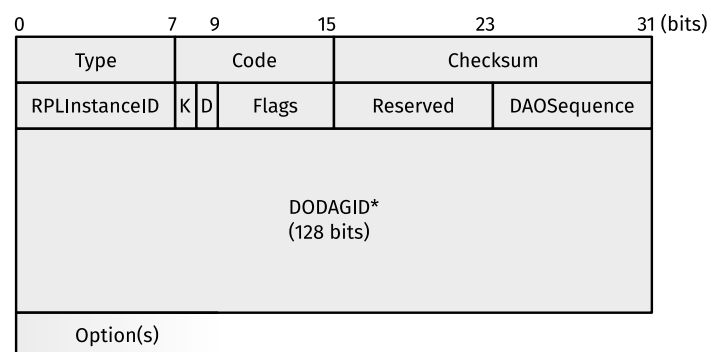 0 7 9 15 23 31 (bits)
Type Code Checksum
RPLInstanceID K D Flags Reserved DAOSequence
DODAGID*
(128 bits)
Option(s)